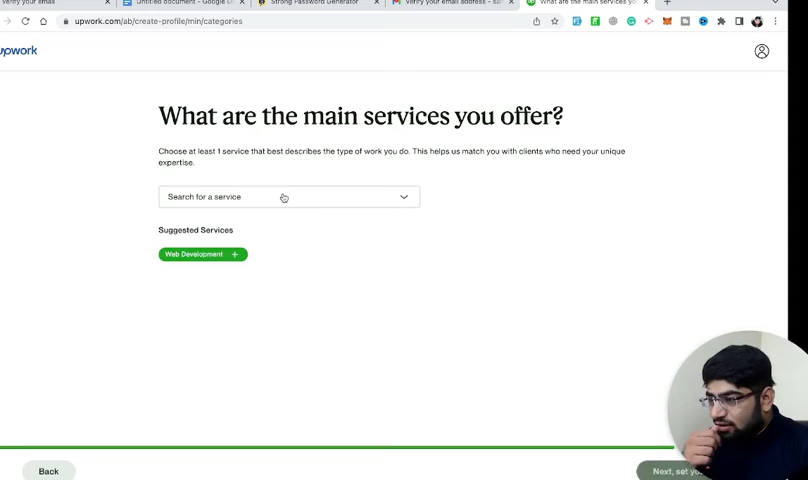 verify your email
Untitled document - Google Do
Strong Password Generator
Verify your email address - san
What are the main services you
upwork.com/ab/create-profile/min/categories
upwork
What are the main services you offer?
Choose at least 1 service that best describes the type of work you do. This helps us match you with clients who need your unique
expertise.
Search for a service
Suggested Services
Web Development +
Back
Next, set yo